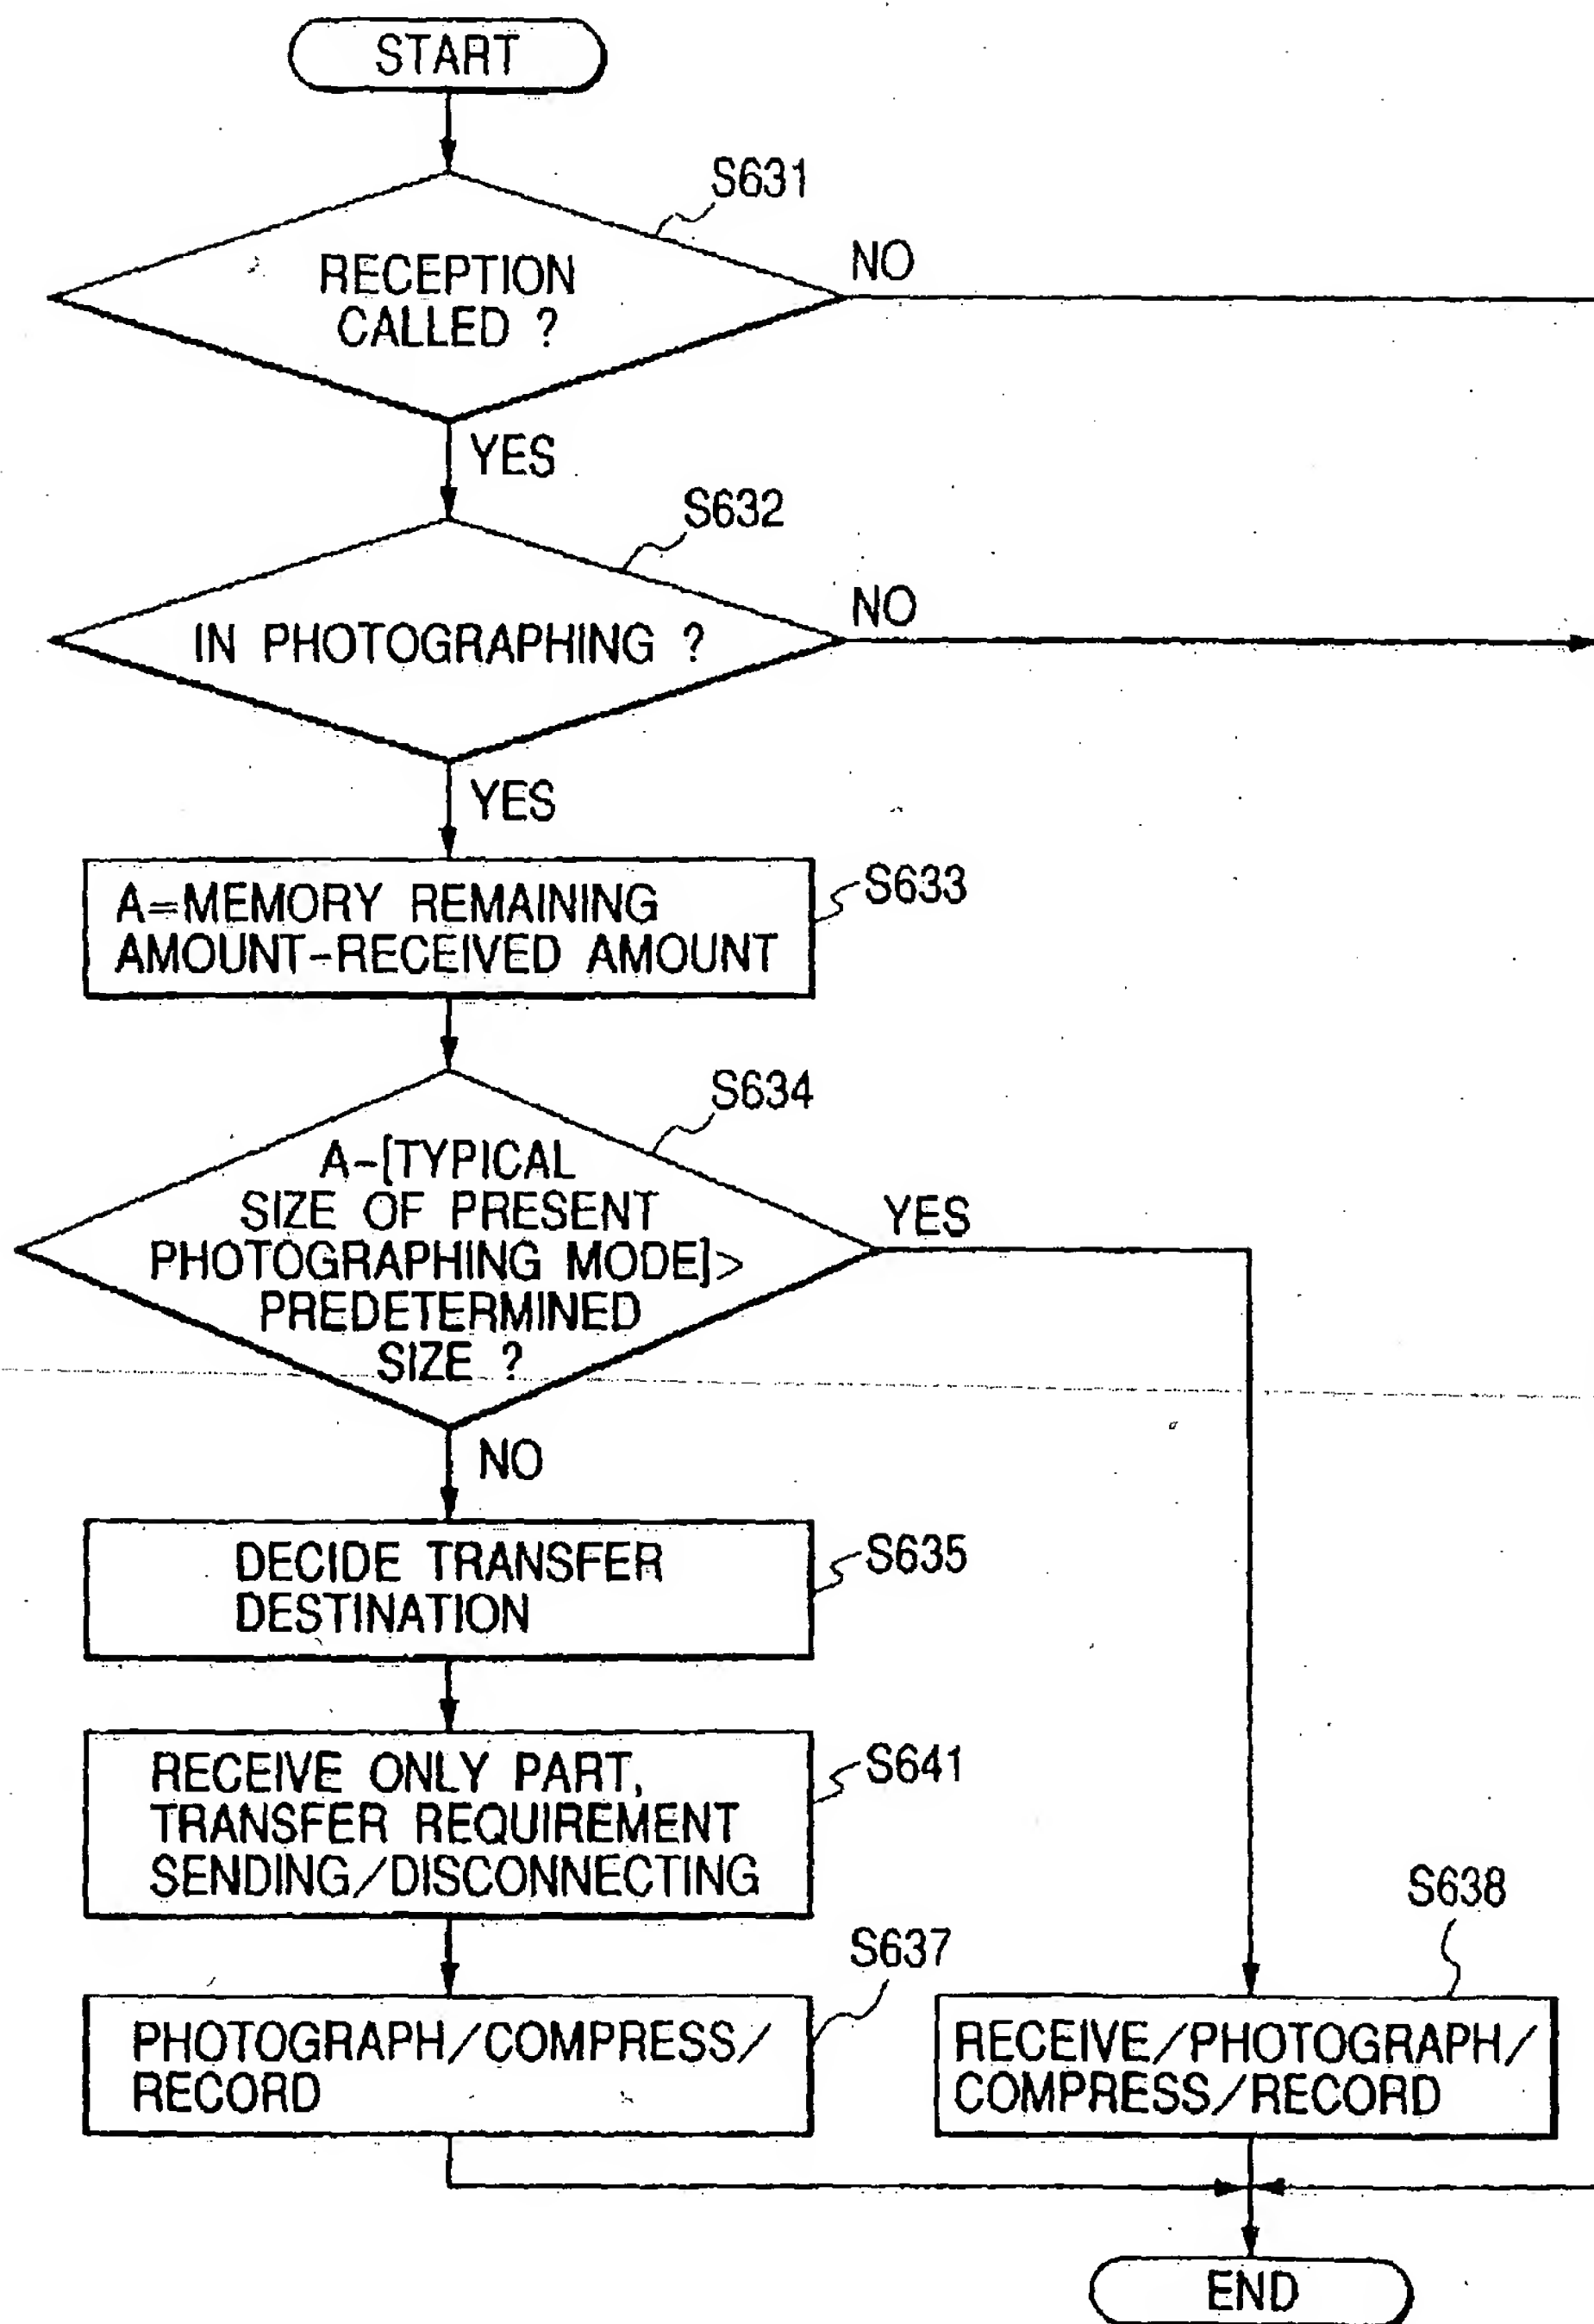 START
S631
RECEPTION
CALLED ?
NO
YES
S632
IN PHOTOGRAPHING ?
NO
YES
S633
A=MEMORY REMAINING
AMOUNT-RECEIVED AMOUNT
S634
A-[TYPICAL
SIZE OF PRESENT
PHOTOGRAPHING MODE]>
PREDETERMINED
SIZE ?
YES
NO
S635
DECIDE TRANSFER
DESTINATION
S641
RECEIVE ONLY PART,
TRANSFER REQUIREMENT
SENDING/DISCONNECTING
S637
PHOTOGRAPH/COMPRESS/
RECORD
S638
RECEIVE/PHOTOGRAPH/
COMPRESS/RECORD
END